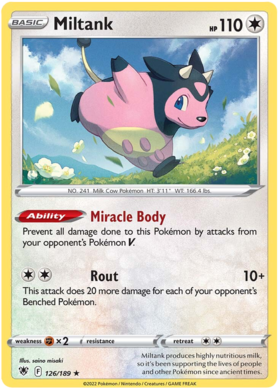 BASIC Miltank HP 110
NO. 241 Milk Cow Pokémon HT: 3'11" WT: 166.4 lbs.
Ability Miracle Body
Prevent all damage done to this Pokémon by attacks from
your opponent's Pokémon V.
Rout 10+
This attack does 20 more damage for each of your opponent's
Benched Pokémon.
weakness ×2 resistance retreat
Illus. saino misaki
F 126/189 ★
Miltank produces highly nutritious milk,
so it's been supporting the lives of people
and other Pokémon since ancient times.
©2022 Pokémon / Nintendo / Creatures / GAME FREAK